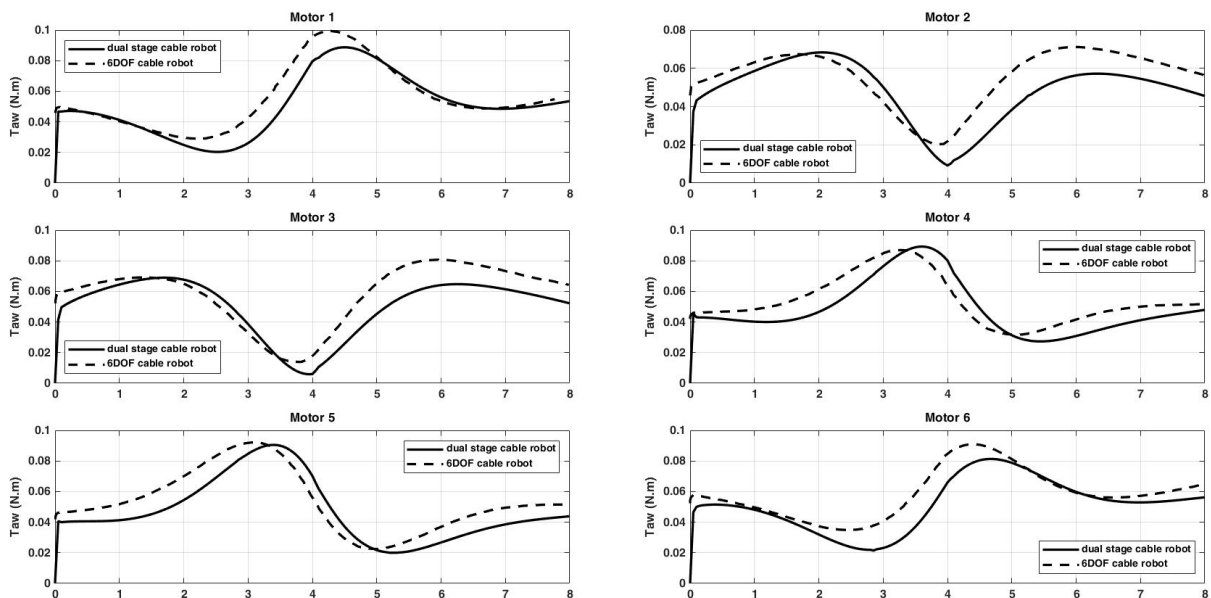 Motor 1
0.1
0.08
0.06
0.04
0.02
0
Taw (N.m)
dual stage cable robot
6DOF cable robot
0 1 2 3 4 5 6 7 8
Motor 2
0.08
0.06
0.04
0.02
0
Taw (N.m)
dual stage cable robot
6DOF cable robot
0 1 2 3 4 5 6 7 8
Motor 3
0.1
0.08
0.06
0.04
0.02
0
Taw (N.m)
dual stage cable robot
6DOF cable robot
0 1 2 3 4 5 6 7 8
Motor 4
0.1
0.08
0.06
0.04
0.02
0
Taw (N.m)
dual stage cable robot
6DOF cable robot
0 1 2 3 4 5 6 7 8
Motor 5
0.1
0.08
0.06
0.04
0.02
0
Taw (N.m)
dual stage cable robot
6DOF cable robot
0 1 2 3 4 5 6 7 8
Motor 6
0.1
0.08
0.06
0.04
0.02
0
Taw (N.m)
dual stage cable robot
6DOF cable robot
0 1 2 3 4 5 6 7 8